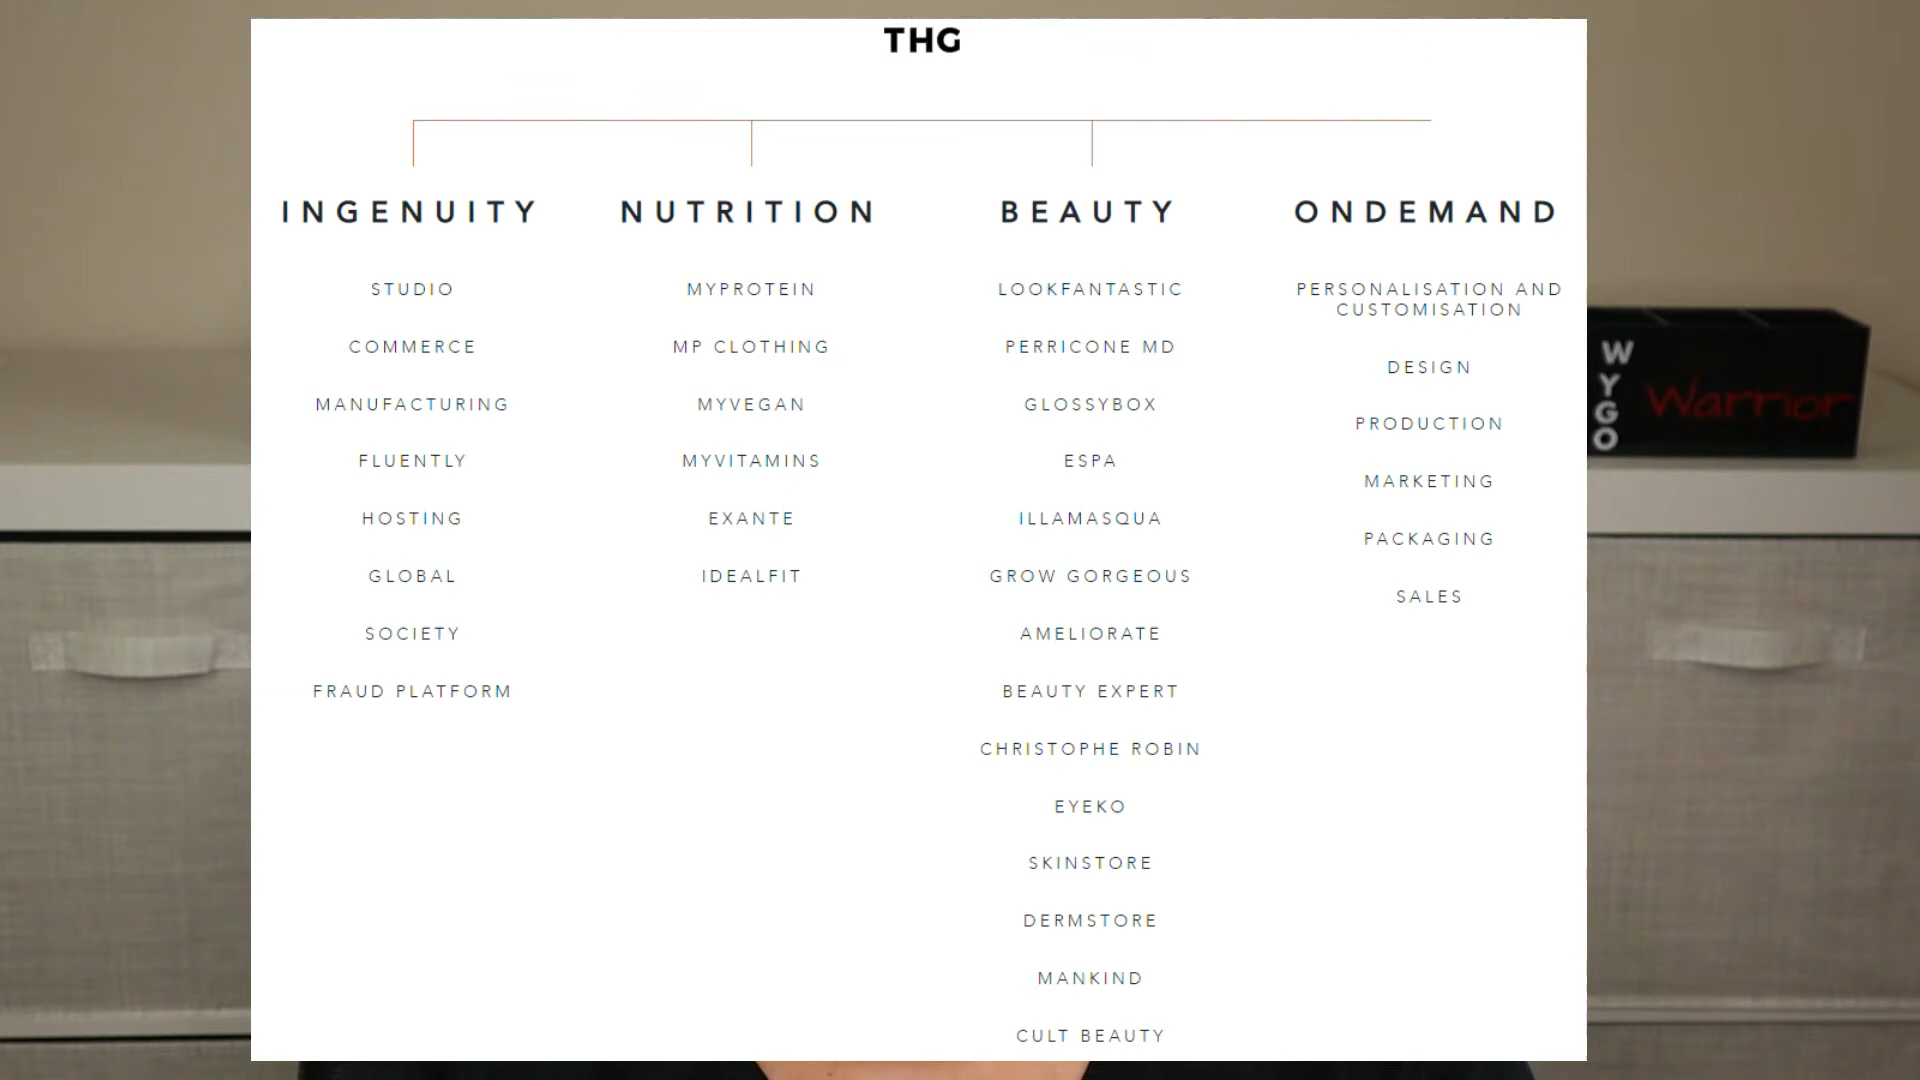 THG
INGENUITY
STUDIO
COMMERCE
MANUFACTURING
FLUENTLY
HOSTING
GLOBAL
SOCIETY
FRAUD PLATFORM
NUTRITION
MYPROTEIN
MP CLOTHING
MYVEGAN
MYVITAMINS
EXANTE
IDEALFIT
BEAUTY
LOOKFANTASTIC
PERRICONE MD
GLOSSYBOX
ESPA
ILLAMASQUA
GROW GORGEOUS
AMELIORATE
BEAUTY EXPERT
CHRISTOPHE ROBIN
EYEKO
SKINSTORE
DERMSTORE
MANKIND
CULT BEAUTY
ONDEMAND
PERSONALISATION AND
CUSTOMISATION
DESIGN
PRODUCTION
MARKETING
PACKAGING
SALES
WYGO
Warrior